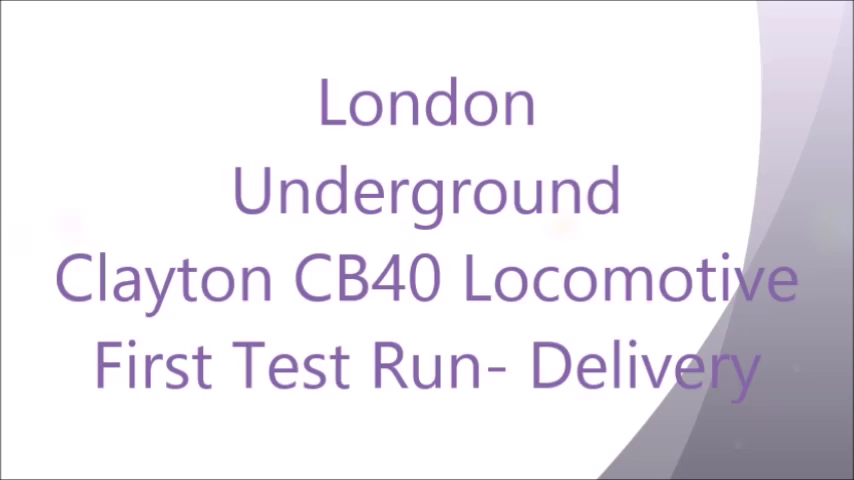 London
Underground
Clayton CB40 Locomotive
First Test Run- Delivery